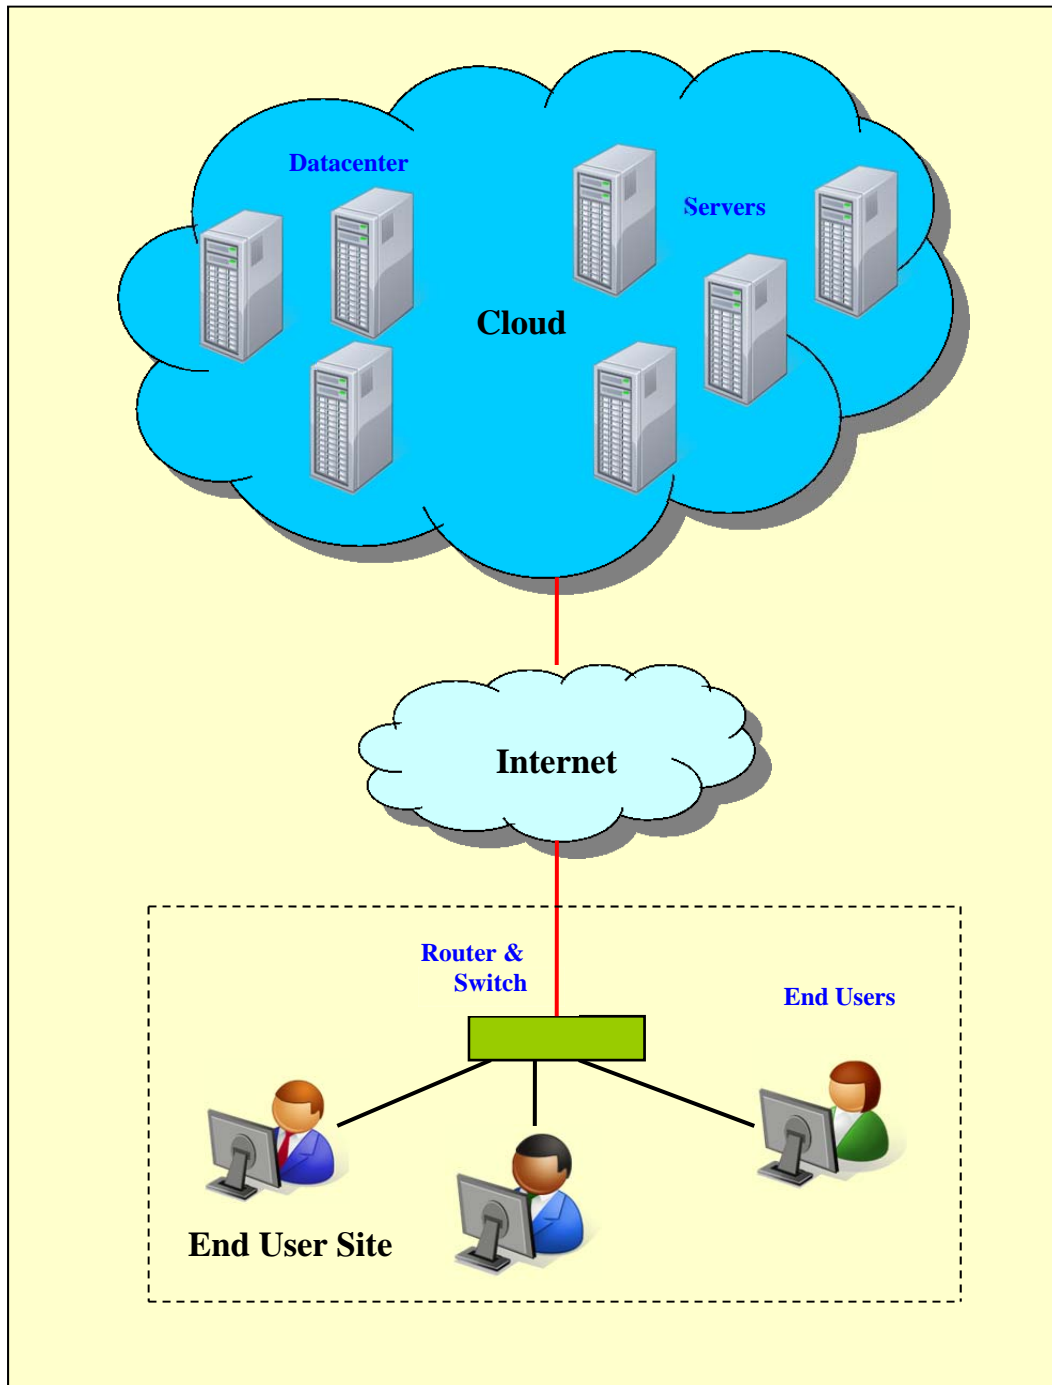 Datacenter
Servers
Cloud
Internet
Router &
Switch
End Users
End User Site